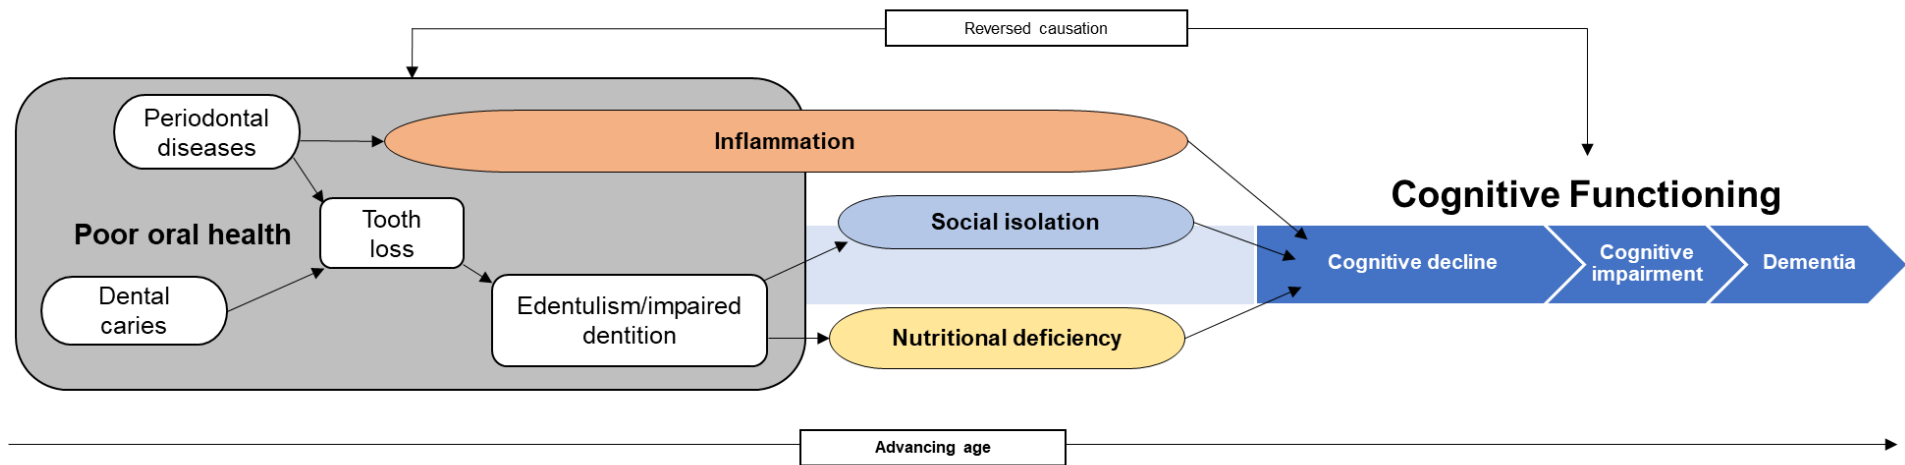 Reversed causation
Periodontal
diseases
Inflammation
Poor oral health
Tooth
loss
Dental
caries
Edentulism/impaired
dentition
Social isolation
Nutritional deficiency
Cognitive Functioning
Cognitive decline
Cognitive
impairment
Dementia
Advancing age